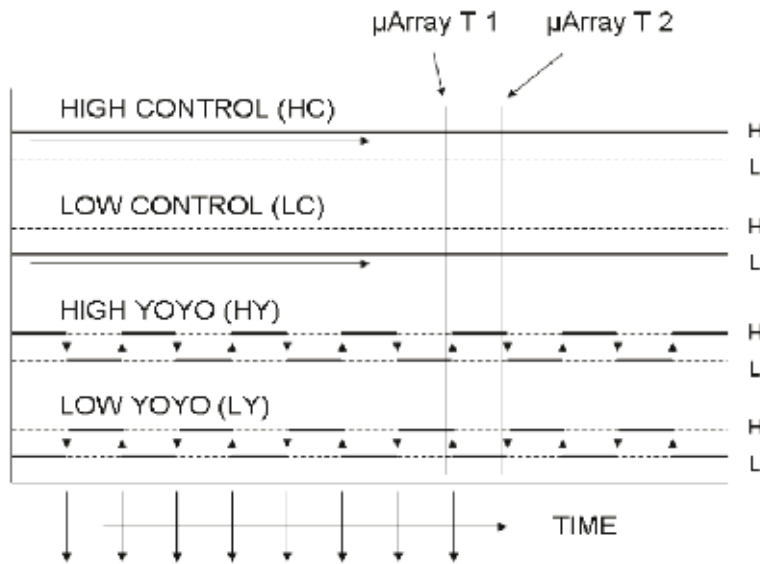 μArray T 1
μArray T 2
HIGH CONTROL (HC)
H
L
LOW CONTROL (LC)
H
L
HIGH YOYO (HY)
H
L
LOW YOYO (LY)
H
L
TIME